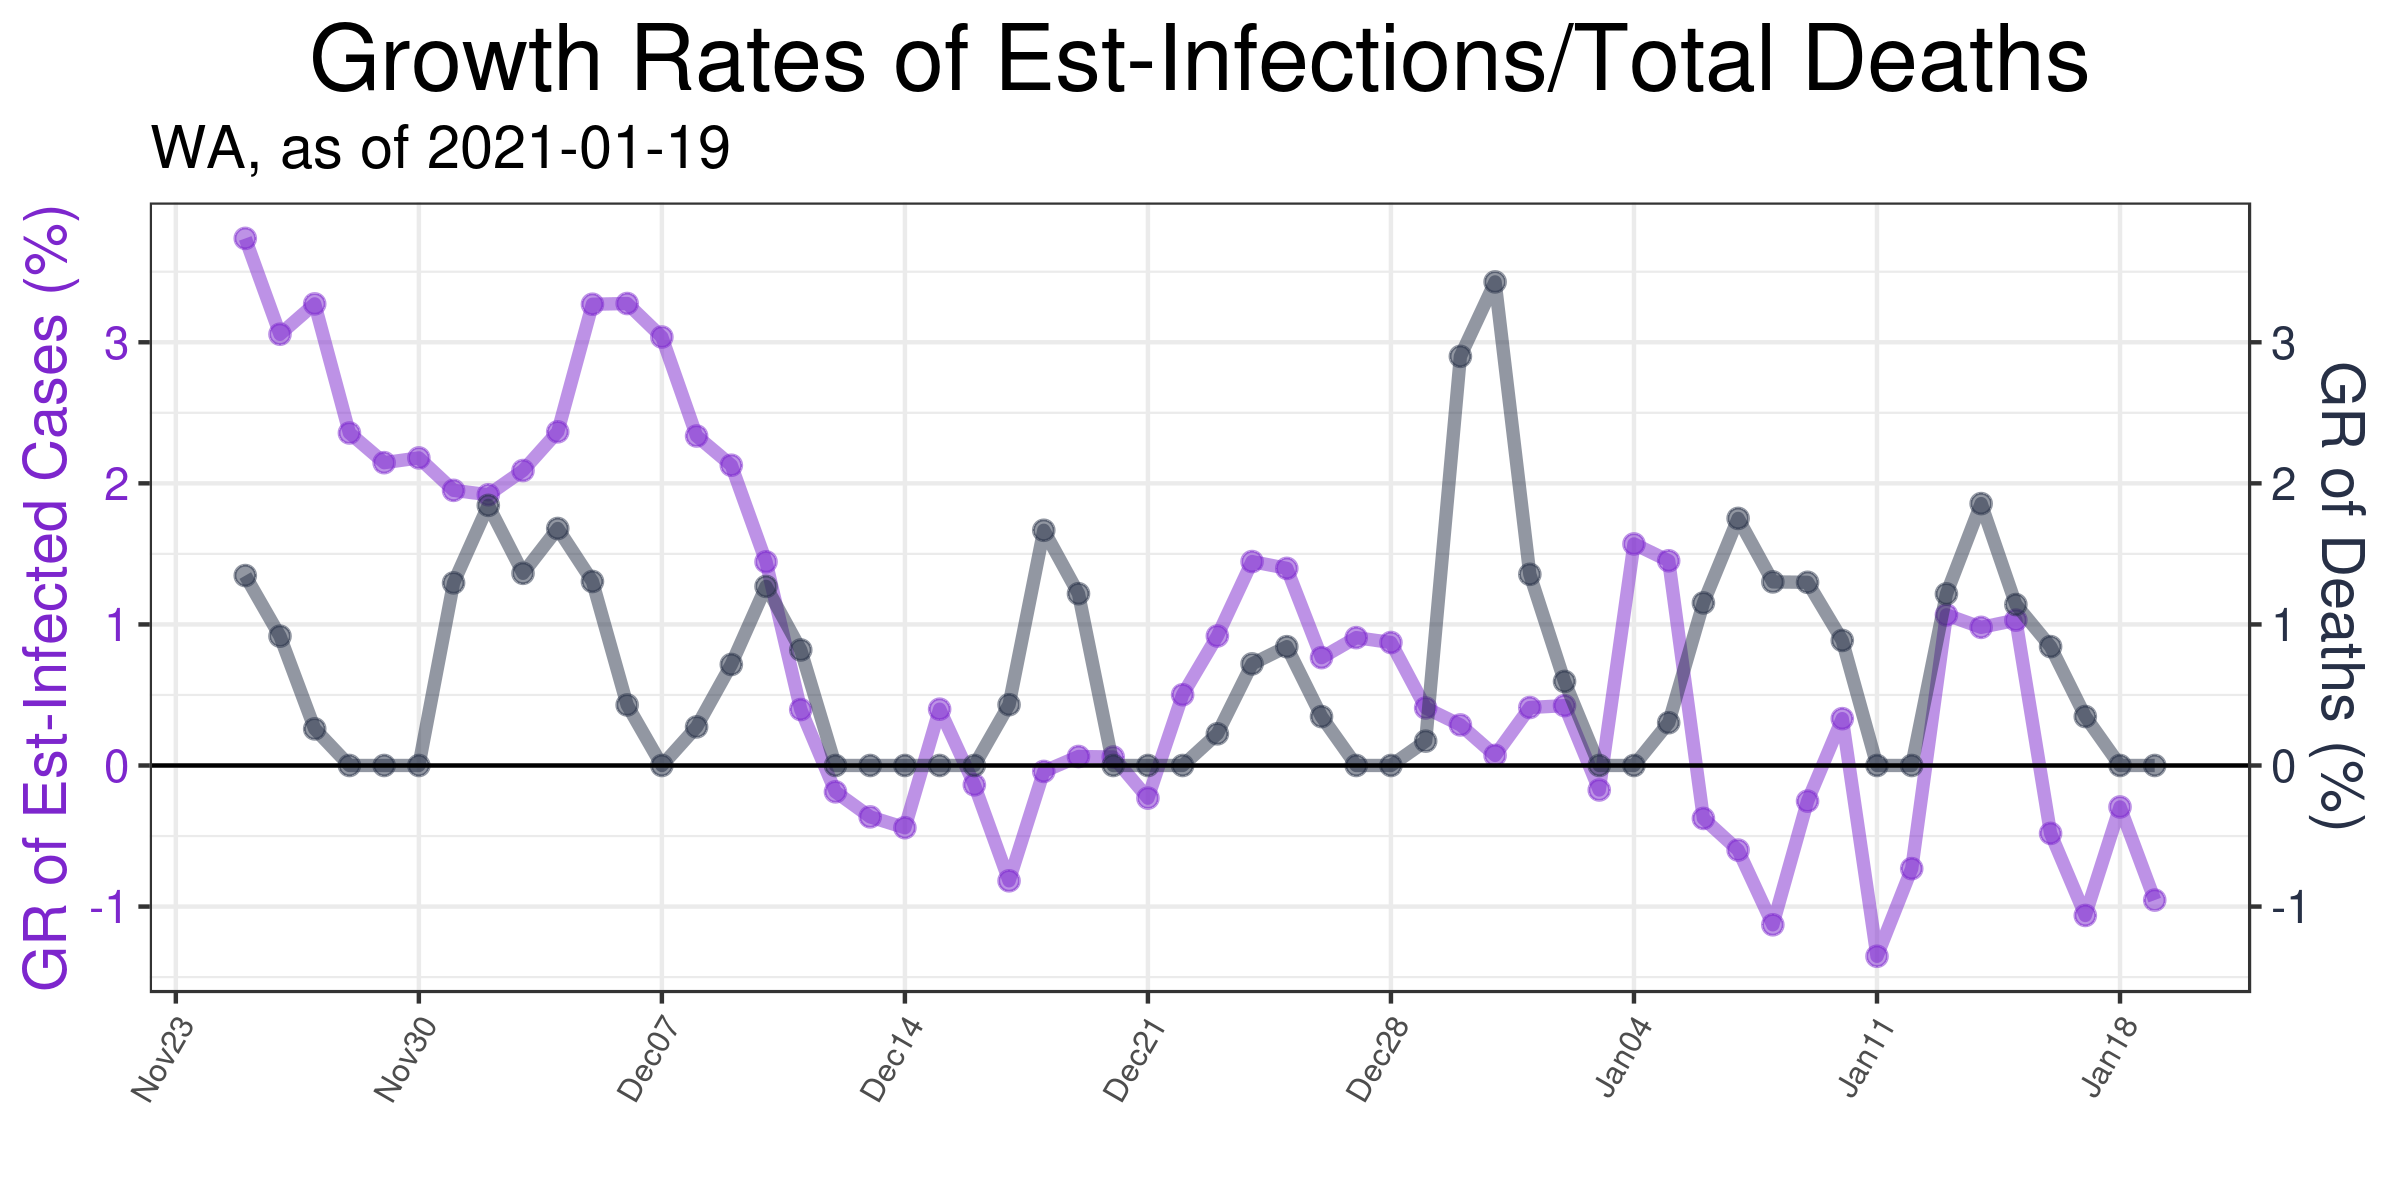 Growth Rates of Est-Infections/Total Deaths
WA, as of 2021-01-19
GR of Est-Infected Cases (%)
3
2
1
0
-1
3
2
1
0
-1
GR of Deaths (%)
Nov23
Nov30
Dec07
Dec14
Dec21
Dec28
Jan04
Jan11
Jan18